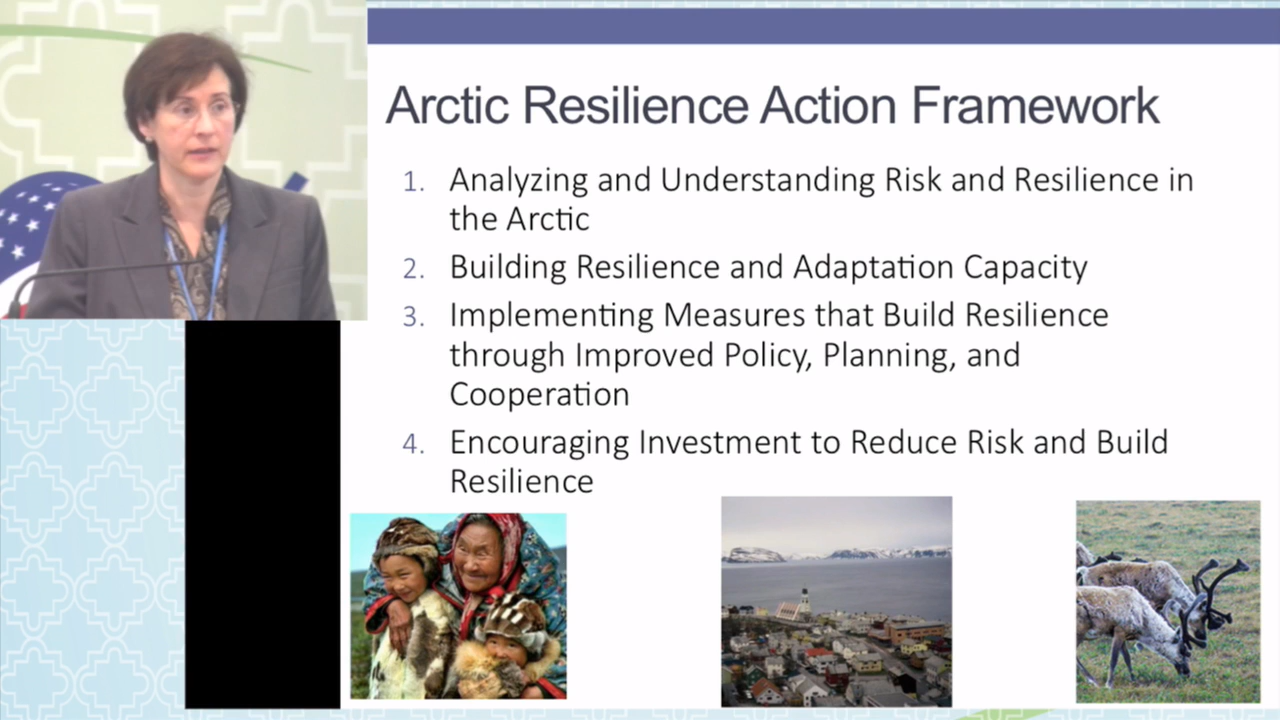 Arctic Resilience Action Framework
1. Analyzing and Understanding Risk and Resilience in
the Arctic
2. Building Resilience and Adaptation Capacity
3. Implementing Measures that Build Resilience
through Improved Policy, Planning, and
Cooperation
4. Encouraging Investment to Reduce Risk and Build
Resilience